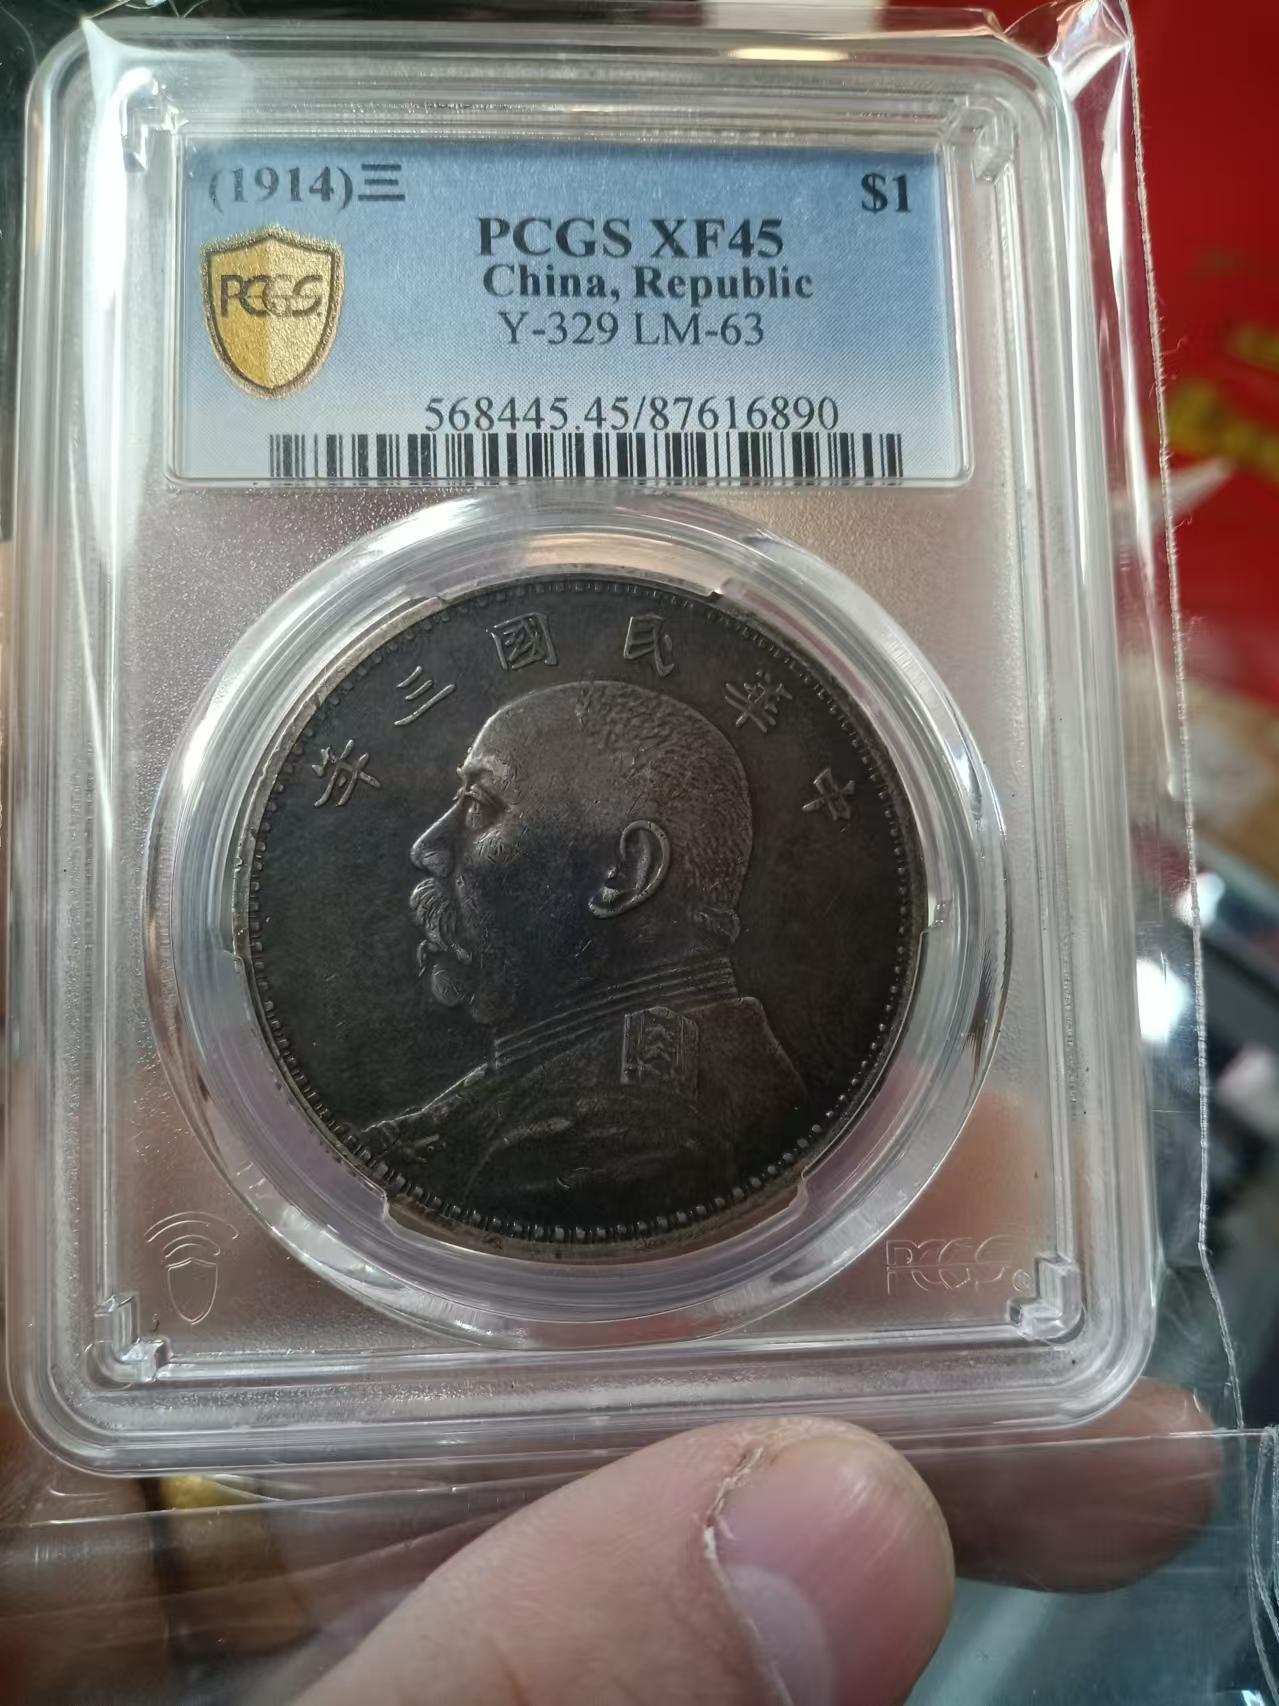 (1914)三 $1
PCGS XF45
China, Republic
PCGS
Y-329 LM-63
568445.45/87616890
中華民國三年
PCGS